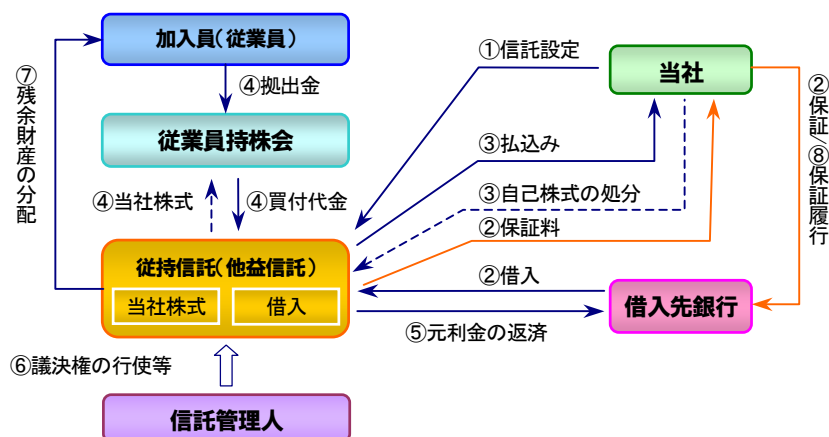 加入員(従業員)
①信託設定
当社
④拠出金
⑦残余財産の分配
②保証/⑧保証履行
従業員持株会
③払込み
④当社株式
④買付代金
③自己株式の処分
②保証料
従持信託(他益信託)
当社株式
借入
②借入
借入先銀行
⑤元利金の返済
⑥議決権の行使等
信託管理人